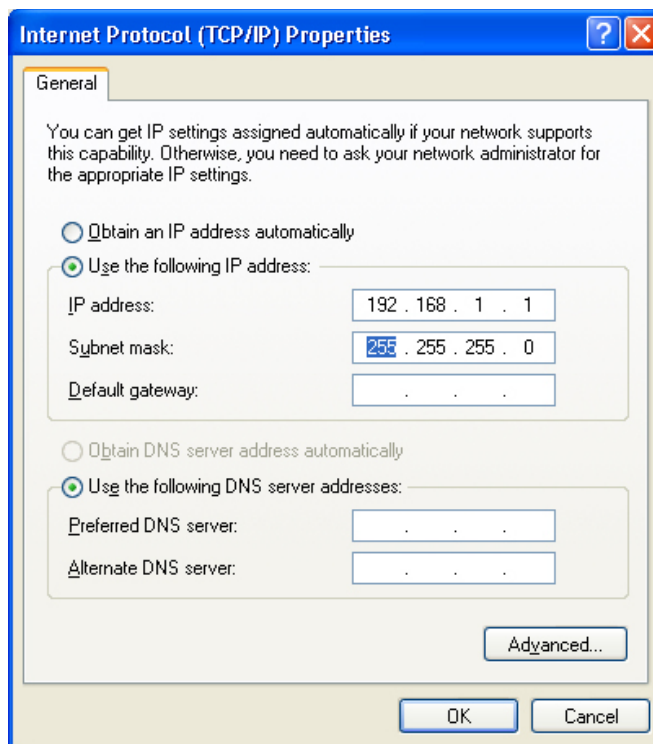 Internet Protocol (TCP/IP) Properties
General
You can get IP settings assigned automatically if your network supports
this capability. Otherwise, you need to ask your network administrator for
the appropriate IP settings.
Obtain an IP address automatically
Use the following IP address:
IP address: 192 . 168 . 1 . 1
Subnet mask: 255 . 255 . 255 . 0
Default gateway: . . .
Obtain DNS server address automatically
Use the following DNS server addresses:
Preferred DNS server: . . .
Alternate DNS server: . . .
Advanced...
OK Cancel